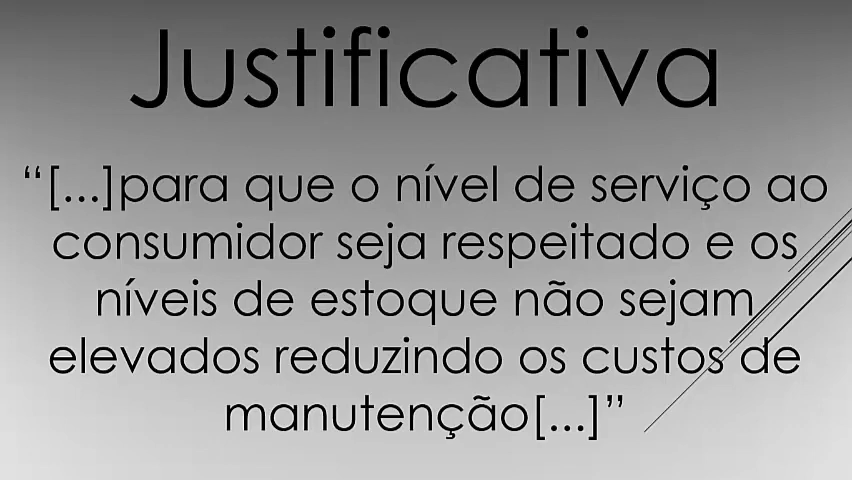 Justificativa
“[...]para que o nível de serviço ao
consumidor seja respeitado e os
níveis de estoque não sejam
elevados reduzindo os custos de
manutenção[...]”